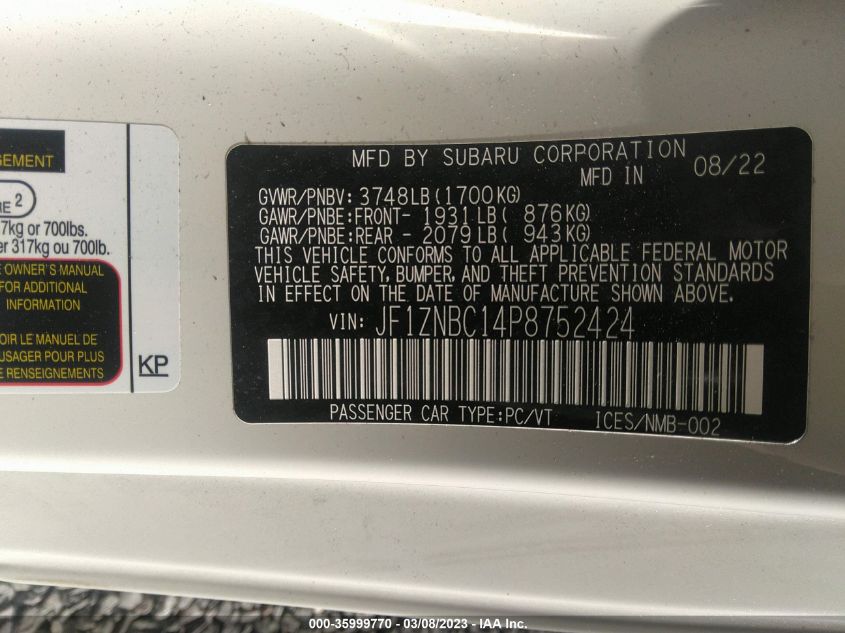 GEMENT
2
RE
7kg or 700lbs.
er 317kg ou 700lb.
E OWNER'S MANUAL
FOR ADDITIONAL
INFORMATION
OIR LE MANUEL DE
USAGER POUR PLUS
E RENSEIGNEMENTS
KP
MFD BY SUBARU CORPORATION
MFD IN 08/22
GVWR/PNBV: 3748LB(1700KG)
GAWR/PNBE:FRONT- 1931LB( 876KG)
GAWR/PNBE:REAR - 2079LB( 943KG)
THIS VEHICLE CONFORMS TO ALL APPLICABLE FEDERAL MOTOR
VEHICLE SAFETY, BUMPER, AND THEFT PREVENTION STANDARDS
IN EFFECT ON THE DATE OF MANUFACTURE SHOWN ABOVE.
VIN: JF1ZNBC14P8752424
PASSENGER CAR TYPE:PC/VT ICES/NMB-002
000-35999770 - 03/08/2023 - © IAA Inc.